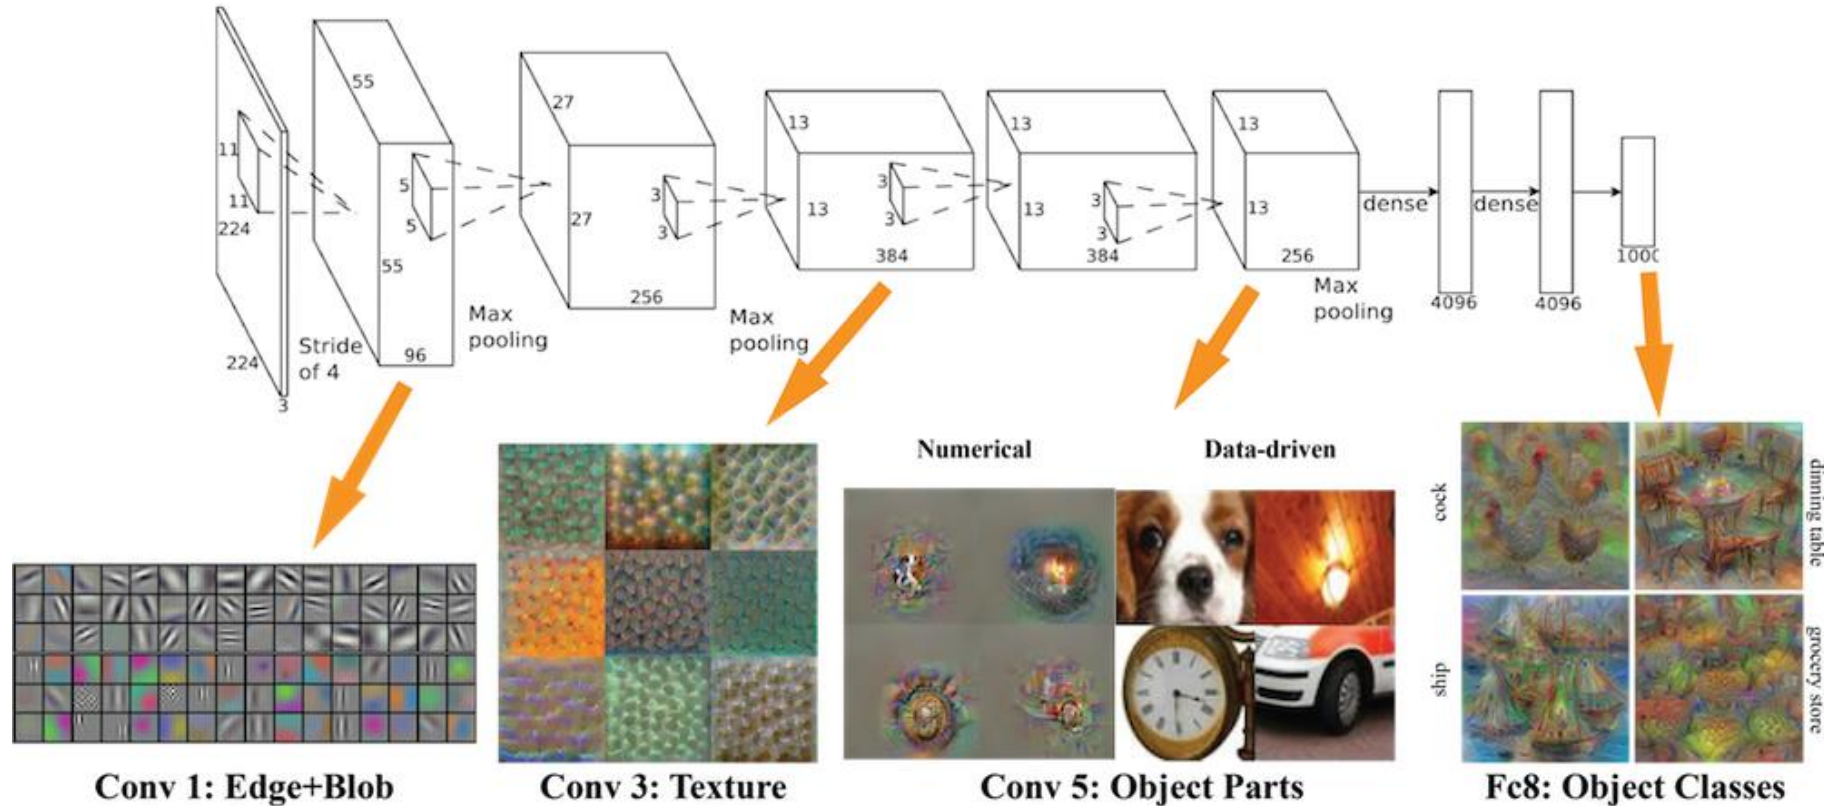 55
27
13
13
13
11
5
3
3
3
11
5
3
3
3
224
55
27
13
13
13
dense
dense
224
3
96
256
384
384
256
4096
4096
1000
Stride
of 4
Max
pooling
Max
pooling
Max
pooling
Numerical
Data-driven
cock
dinning table
ship
grocery store
Conv 1: Edge+Blob
Conv 3: Texture
Conv 5: Object Parts
Fc8: Object Classes